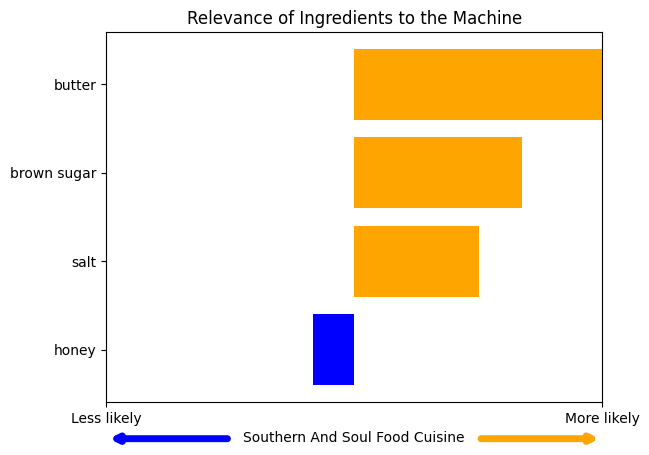 Relevance of Ingredients to the Machine
butter
brown sugar
salt
honey
Less likely
More likely
Southern And Soul Food Cuisine